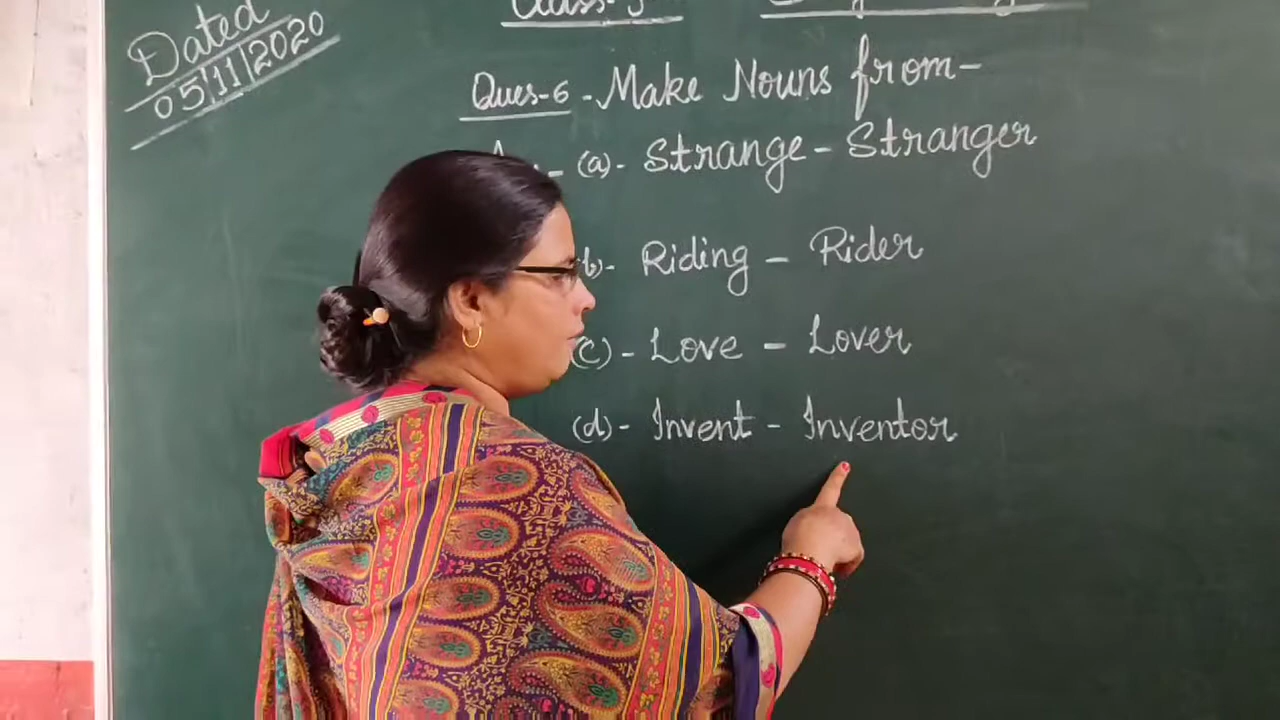 Dated
05/11/2020
Class-5
Ques-6 - Make Nouns from-
(a)- Strange - Stranger
(b)- Riding - Rider
(c)- Love - Lover
(d)- Invent - Inventor